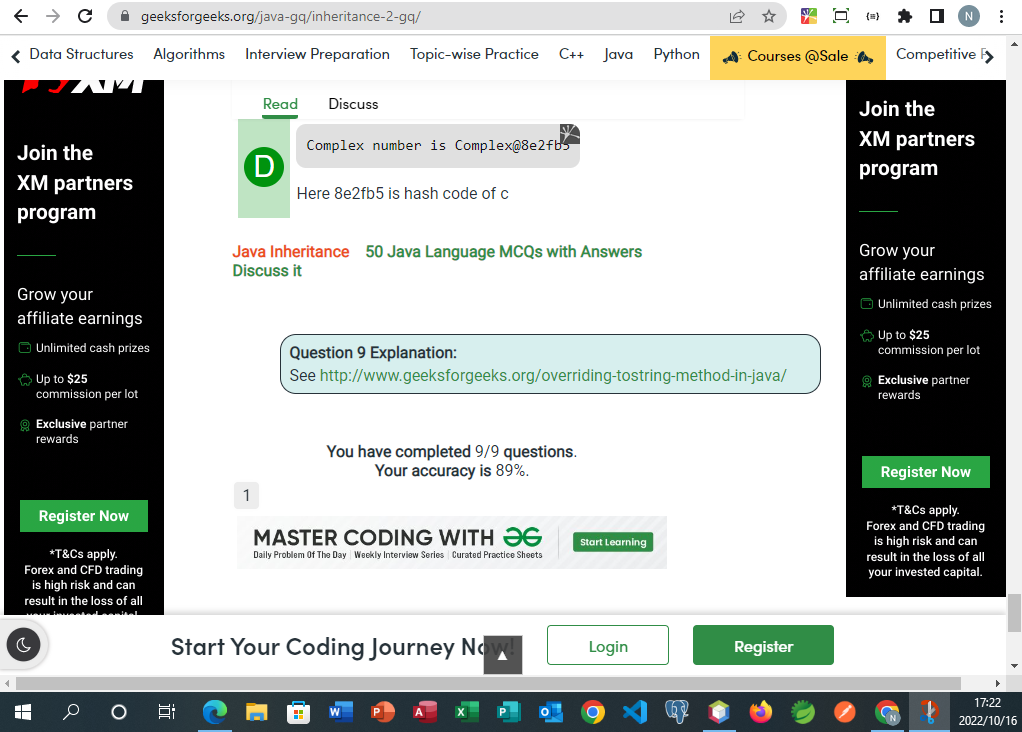 geeksforgeeks.org/java-gq/inheritance-2-gq/
N
Data Structures Algorithms Interview Preparation Topic-wise Practice C++ Java Python Courses @Sale Competitive
XM
Join the
XM partners
program
Grow your
affiliate earnings
Unlimited cash prizes
Up to $25
commission per lot
Exclusive partner
rewards
Register Now
*T&Cs apply.
Forex and CFD trading
is high risk and can
result in the loss of all
your invested capital.
Read Discuss
D
Complex number is Complex@8e2fb5
Here 8e2fb5 is hash code of c
Java Inheritance 50 Java Language MCQs with Answers
Discuss it
Question 9 Explanation:
See http://www.geeksforgeeks.org/overriding-tostring-method-in-java/
You have completed 9/9 questions.
Your accuracy is 89%.
1
MASTER CODING WITH
Daily Problem Of The Day | Weekly Interview Series | Curated Practice Sheets
Start Learning
Join the
XM partners
program
Grow your
affiliate earnings
Unlimited cash prizes
Up to $25
commission per lot
Exclusive partner
rewards
Register Now
*T&Cs apply.
Forex and CFD trading
is high risk and can
result in the loss of all
your invested capital.
Start Your Coding Journey Now!
Login
Register
17:22
2022/10/16